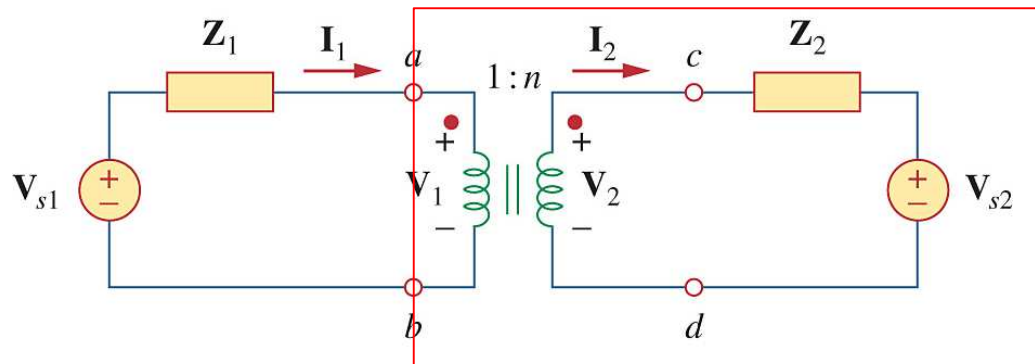 Z₁ I₁ a I₂ c Z₂
1 : n
+ +
Vs1 + − V₁ V₂ + − Vs2
− −
b d